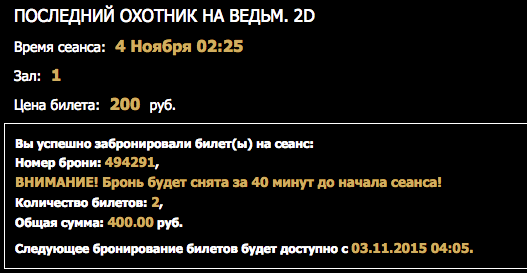 ПОСЛЕДНИЙ ОХОТНИК НА ВЕДЬМ. 2D
Время сеанса: 4 Ноября 02:25
Зал: 1
Цена билета: 200 руб.
Вы успешно забронировали билет(ы) на сеанс:
Номер брони: 494291,
ВНИМАНИЕ! Бронь будет снята за 40 минут до начала сеанса!
Количество билетов: 2,
Общая сумма: 400.00 руб.
Следующее бронирование билетов будет доступно с 03.11.2015 04:05.